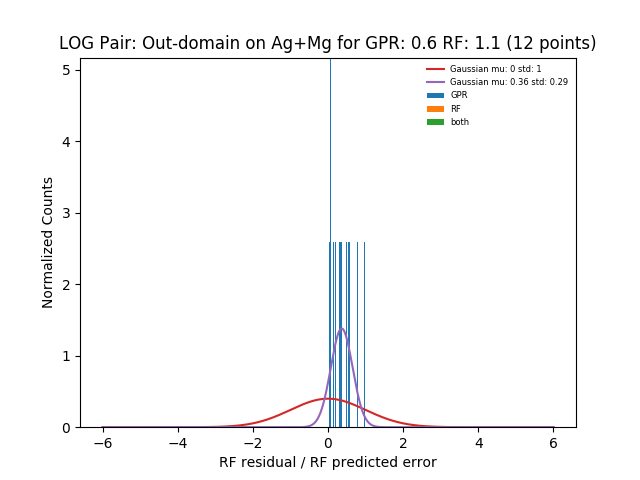 LOG Pair: Out-domain on Ag+Mg for GPR: 0.6 RF: 1.1 (12 points)
Gaussian mu: 0 std: 1
Gaussian mu: 0.36 std: 0.29
GPR
RF
both
Normalized Counts
5
4
3
2
1
0
−6 −4 −2 0 2 4 6
RF residual / RF predicted error